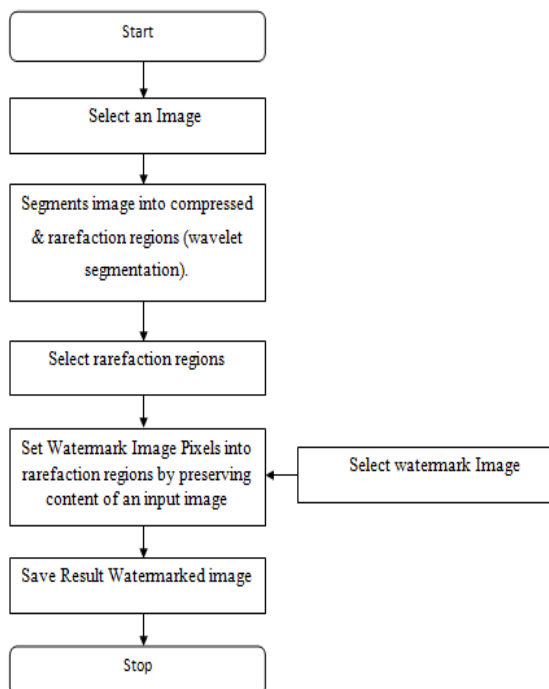 Start
Select an Image
Segments image into compressed
& rarefaction regions (wavelet
segmentation).
Select rarefaction regions
Set Watermark Image Pixels into
rarefaction regions by preserving
content of an input image
Select watermark Image
Save Result Watermarked image
Stop